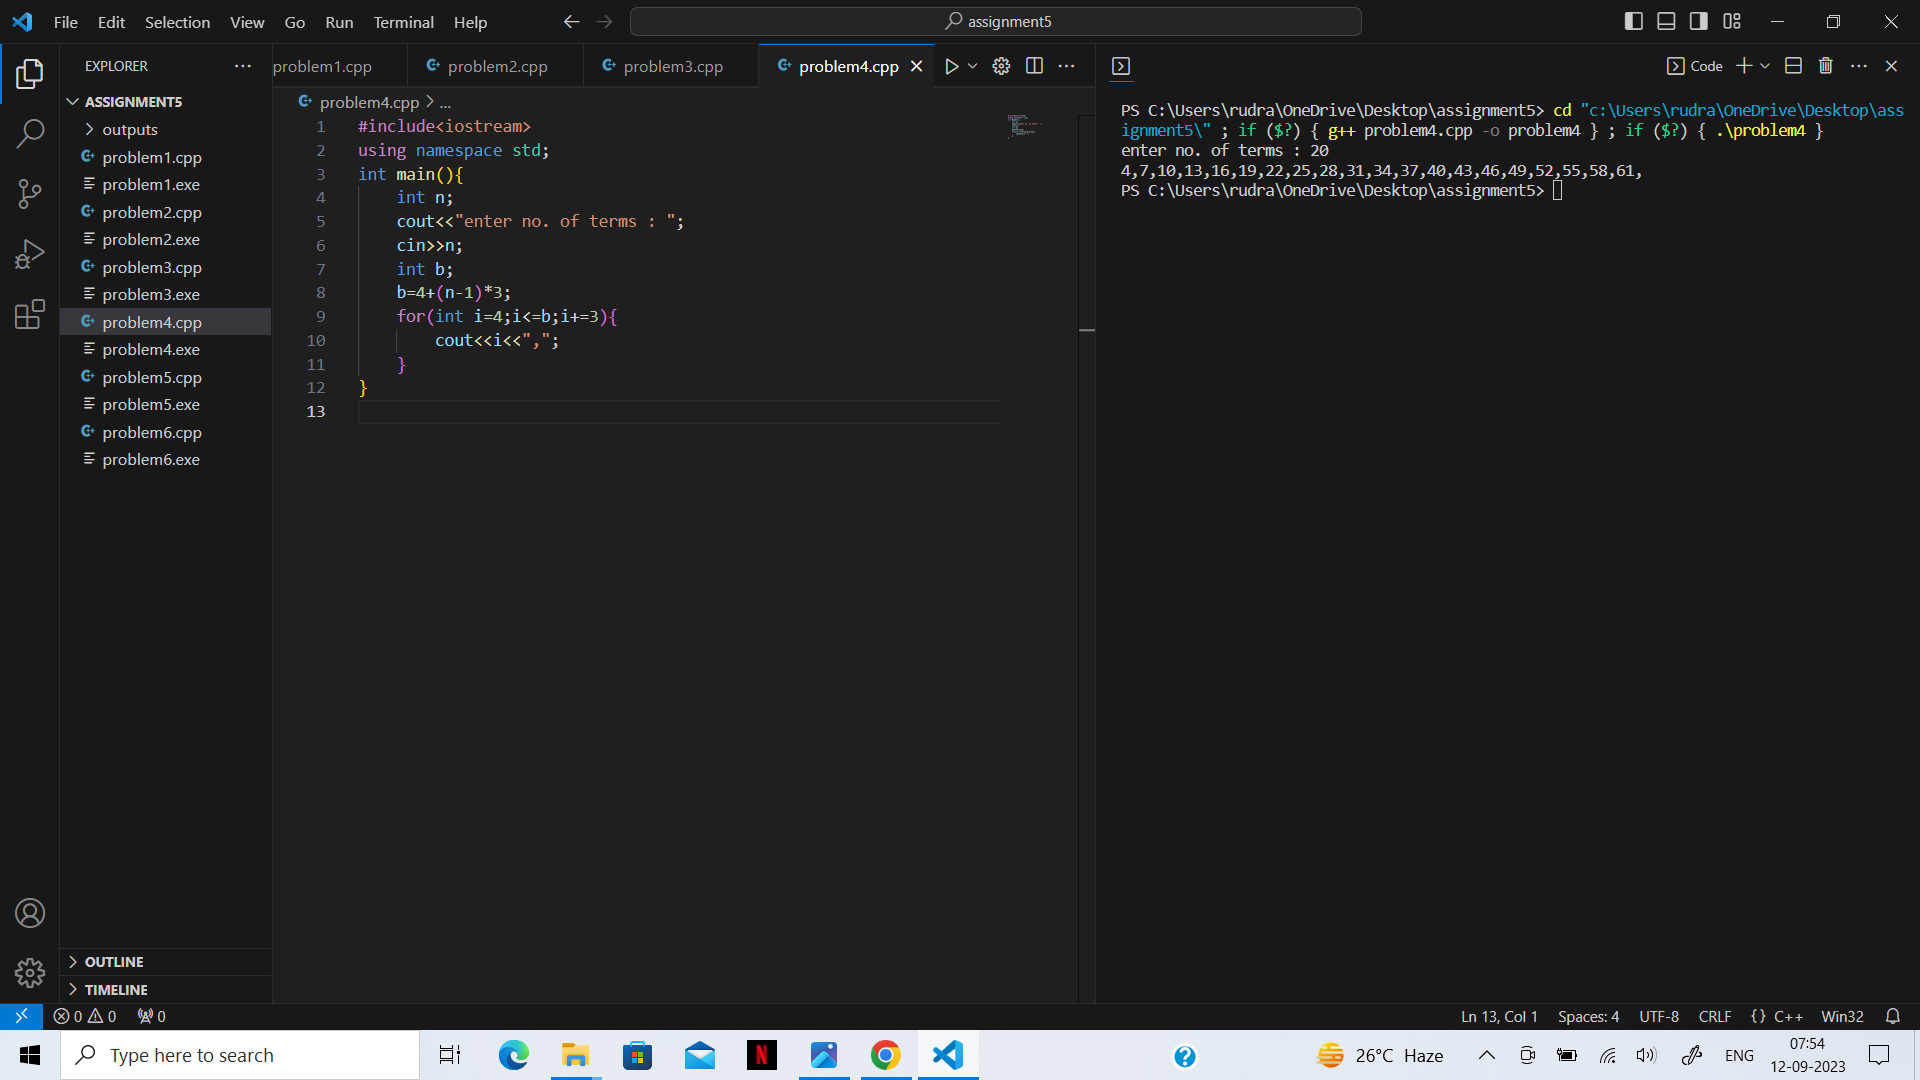 File Edit Selection View Go Run Terminal Help
assignment5
EXPLORER
ASSIGNMENT5
outputs
problem1.cpp
problem1.exe
problem2.cpp
problem2.exe
problem3.cpp
problem3.exe
problem4.cpp
problem4.exe
problem5.cpp
problem5.exe
problem6.cpp
problem6.exe
OUTLINE
TIMELINE
problem1.cpp problem2.cpp problem3.cpp problem4.cpp
problem4.cpp > ...
1 #include<iostream>
2 using namespace std;
3 int main(){
4 int n;
5 cout<<"enter no. of terms : ";
6 cin>>n;
7 int b;
8 b=4+(n-1)*3;
9 for(int i=4;i<=b;i+=3){
10 cout<<i<<",";
11 }
12 }
13
Code
PS C:\Users\rudra\OneDrive\Desktop\assignment5> cd "c:\Users\rudra\OneDrive\Desktop\ass
ignment5\" ; if ($?) { g++ problem4.cpp -o problem4 } ; if ($?) { .\problem4 }
enter no. of terms : 20
4,7,10,13,16,19,22,25,28,31,34,37,40,43,46,49,52,55,58,61,
PS C:\Users\rudra\OneDrive\Desktop\assignment5>
0 0 0
Ln 13, Col 1 Spaces: 4 UTF-8 CRLF {} C++ Win32
Type here to search
26°C Haze
ENG
07:54
12-09-2023